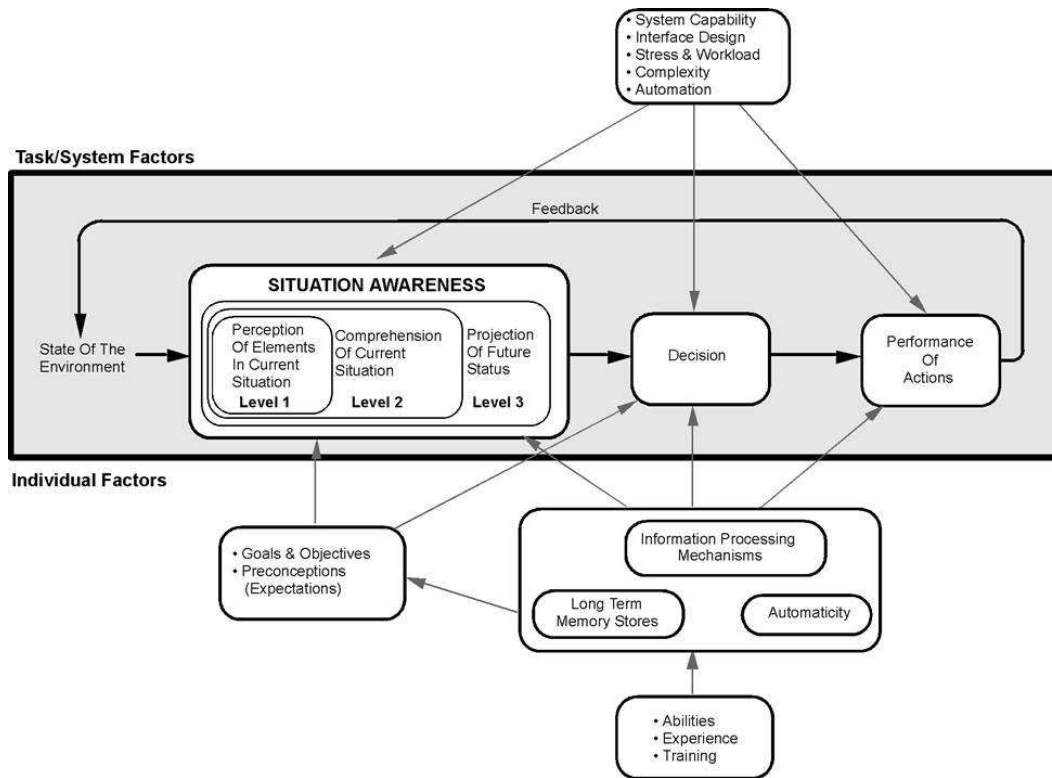 • System Capability
• Interface Design
• Stress & Workload
• Complexity
• Automation
Task/System Factors
Feedback
SITUATION AWARENESS
State Of The
Environment
Perception
Of Elements
In Current
Situation
Level 1
Comprehension
Of Current
Situation
Level 2
Projection
Of Future
Status
Level 3
Decision
Performance
Of
Actions
Individual Factors
• Goals & Objectives
• Preconceptions
(Expectations)
Information Processing
Mechanisms
Long Term
Memory Stores
Automaticity
• Abilities
• Experience
• Training